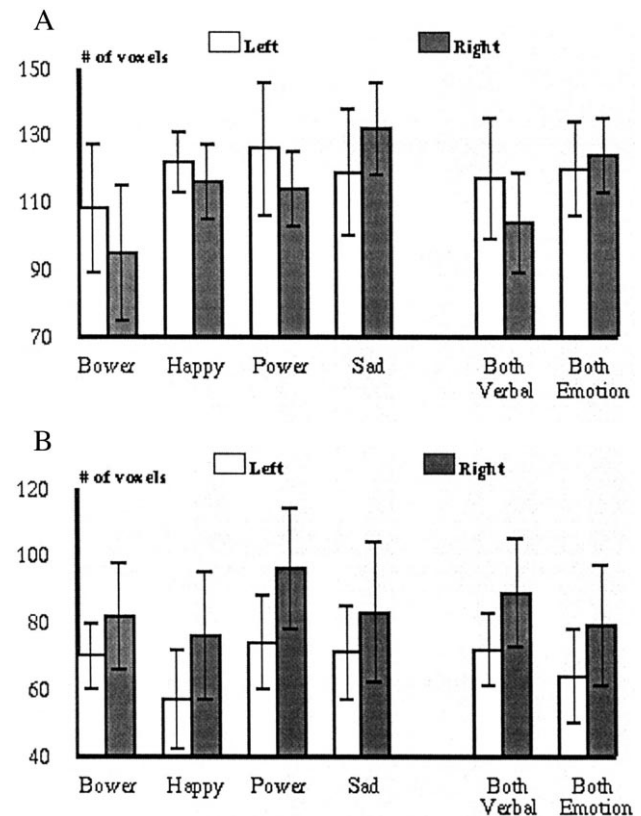 A
# of voxels
Left
Right
150
130
110
90
70
Bower
Happy
Power
Sad
Both
Verbal
Both
Emotion
B
# of voxels
Left
Right
120
100
80
60
40
Bower
Happy
Power
Sad
Both
Verbal
Both
Emotion